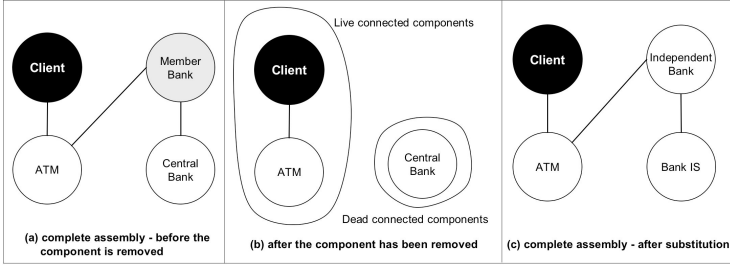 Client
Member
Bank
ATM
Central
Bank
(a) complete assembly - before the
component is removed
Live connected components
Client
ATM
Central
Bank
Dead connected components
(b) after the component has been removed
Client
Independent
Bank
ATM
Bank IS
(c) complete assembly - after substitution